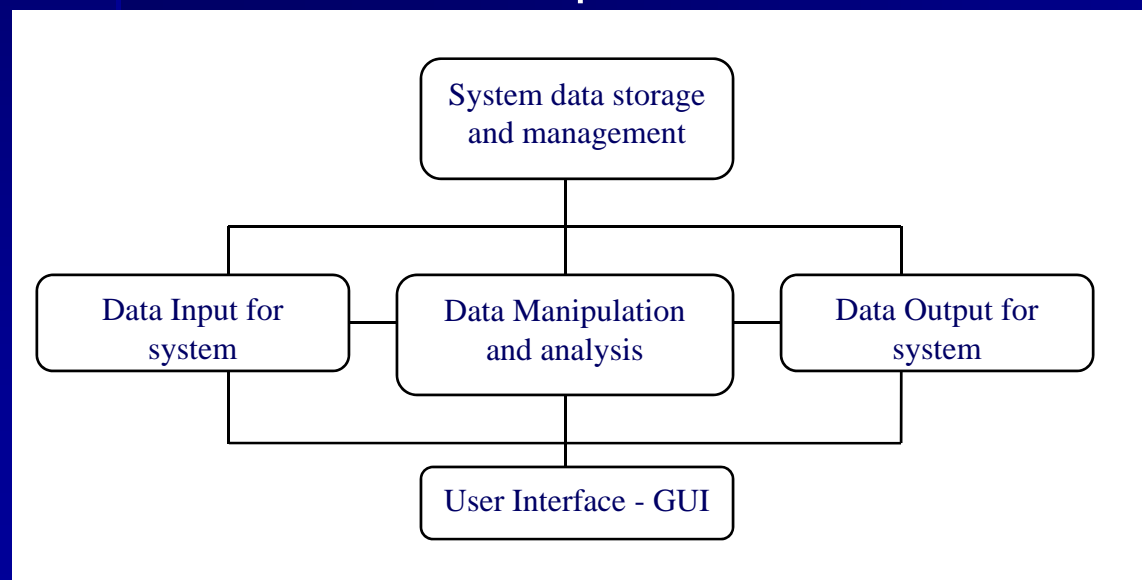 System data storage
and management
Data Input for
system
Data Manipulation
and analysis
Data Output for
system
User Interface - GUI